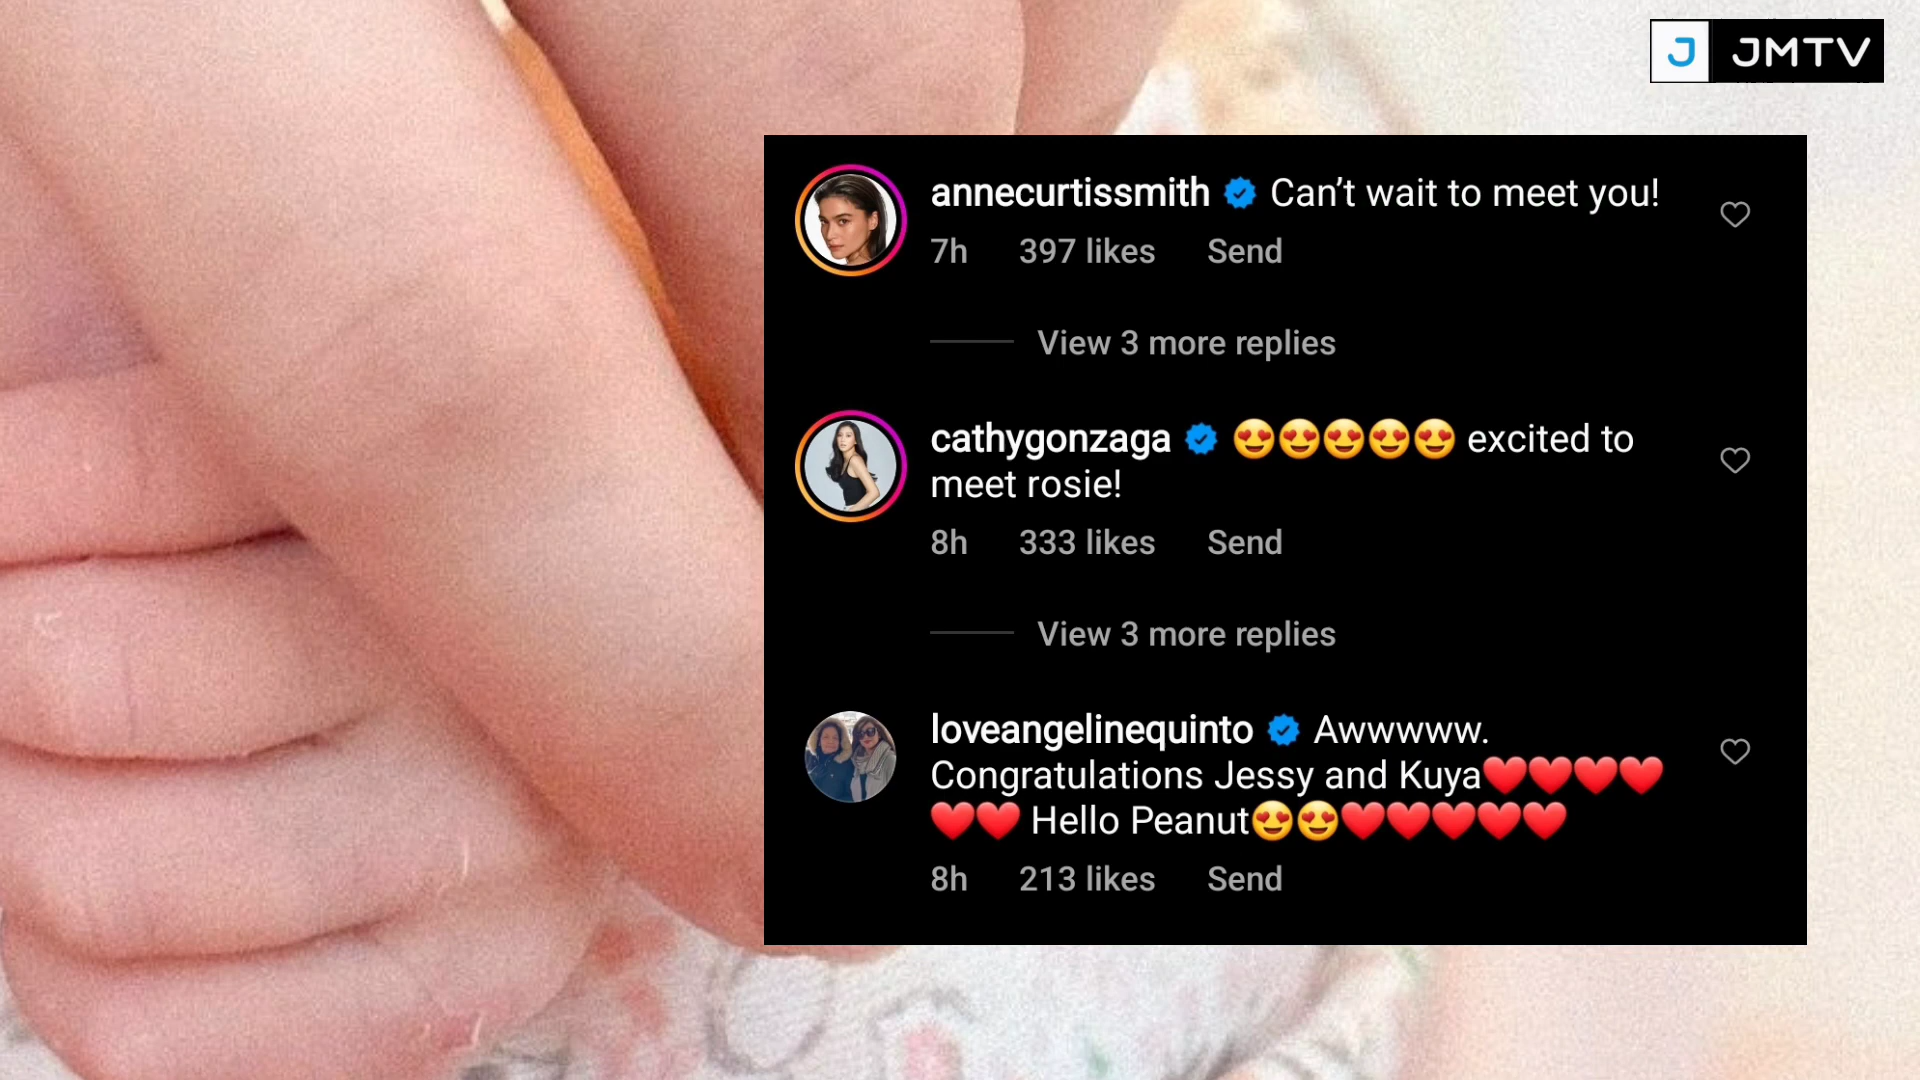 J JMTV
annecurtissmith Can’t wait to meet you!
7h 397 likes Send
View 3 more replies
cathygonzaga 😍😍😍😍😍 excited to
meet rosie!
8h 333 likes Send
View 3 more replies
loveangelinequinto Awwwww.
Congratulations Jessy and Kuya❤️❤️❤️❤️
❤️❤️ Hello Peanut😍😍❤️❤️❤️❤️❤️
8h 213 likes Send